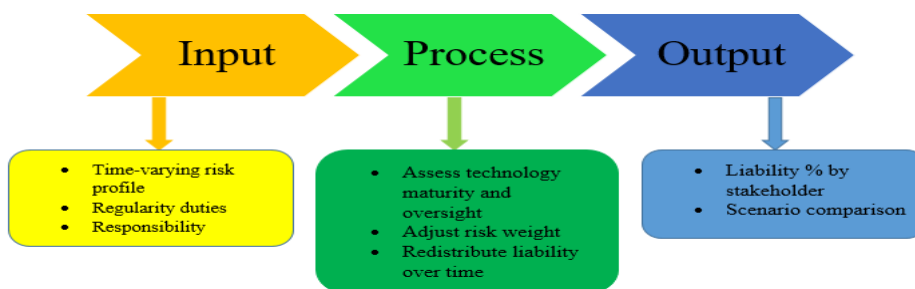 Input
Process
Output
• Time-varying risk
profile
• Regularity duties
• Responsibility
• Assess technology
maturity and
oversight
• Adjust risk weight
• Redistribute liability
over time
• Liability % by
stakeholder
• Scenario comparison